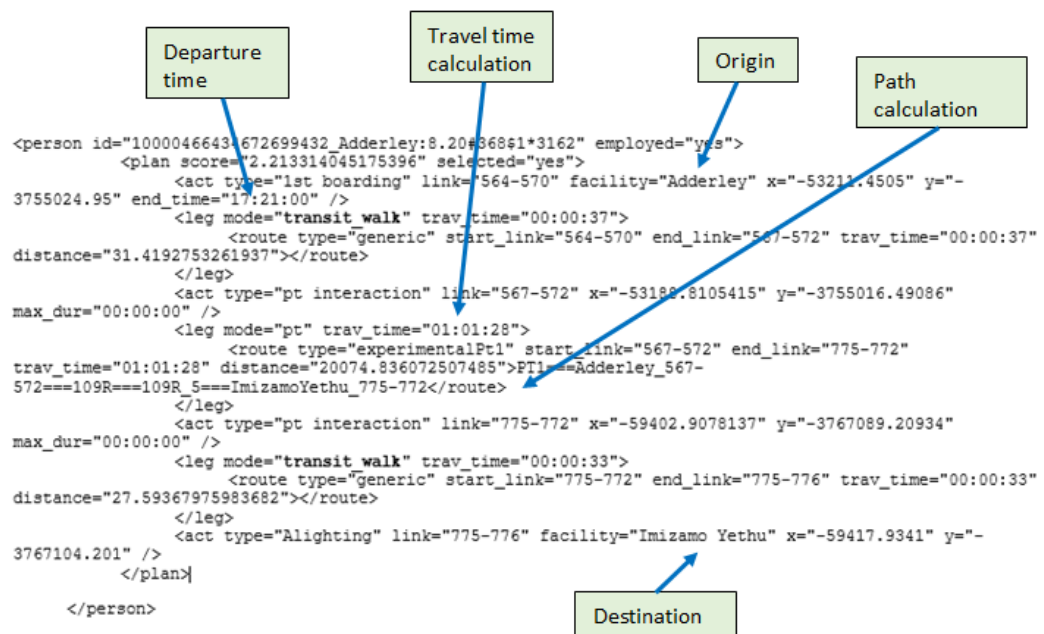 Departure
time
Travel time
calculation
Origin
Path
calculation
<person id="10000466434672699432_Adderley:8.20#368$1*3162" employed="yes">
<plan score="2.213314045175396" selected="yes">
<act type="1st boarding" link="564-570" facility="Adderley" x="-53211.4505" y="-
3755024.95" end_time="17:21:00" />
<leg mode="transit_walk" trav_time="00:00:37">
<route type="generic" start_link="564-570" end_link="567-572" trav_time="00:00:37"
distance="31.4192753261937"></route>
</leg>
<act type="pt interaction" link="567-572" x="-53188.8105415" y="-3755016.49086"
max_dur="00:00:00" />
<leg mode="pt" trav_time="01:01:28">
<route type="experimentalPt1" start_link="567-572" end_link="775-772"
trav_time="01:01:28" distance="20074.836072507485">PT1===Adderley_567-
572===109R===109R_5===ImizamoYethu_775-772</route>
</leg>
<act type="pt interaction" link="775-772" x="-59402.9078137" y="-3767089.20934"
max_dur="00:00:00" />
<leg mode="transit_walk" trav_time="00:00:33">
<route type="generic" start_link="775-772" end_link="775-776" trav_time="00:00:33"
distance="27.59367975983682"></route>
</leg>
<act type="Alighting" link="775-776" facility="Imizamo Yethu" x="-59417.9341" y="-
3767104.201" />
</plan>
</person>
Destination